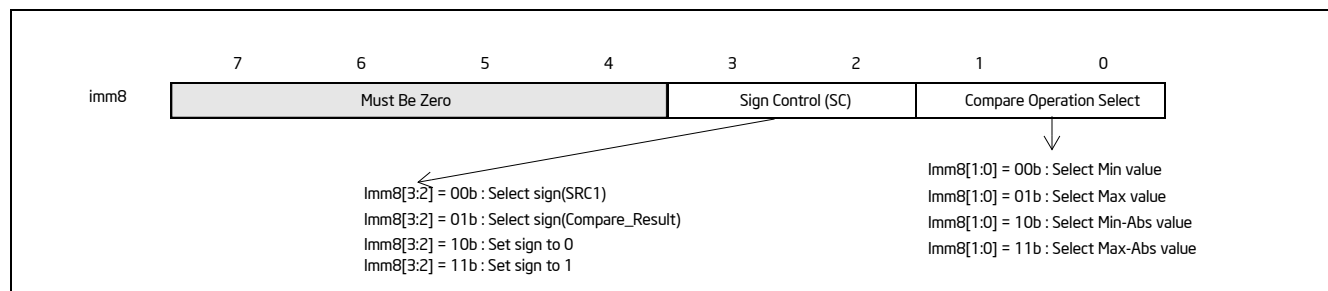 7 6 5 4 3 2 1 0
imm8 Must Be Zero Sign Control (SC) Compare Operation Select
Imm8[3:2] = 00b : Select sign(SRC1)
Imm8[3:2] = 01b : Select sign(Compare_Result)
Imm8[3:2] = 10b : Set sign to 0
Imm8[3:2] = 11b : Set sign to 1
Imm8[1:0] = 00b : Select Min value
Imm8[1:0] = 01b : Select Max value
Imm8[1:0] = 10b : Select Min-Abs value
Imm8[1:0] = 11b : Select Max-Abs value